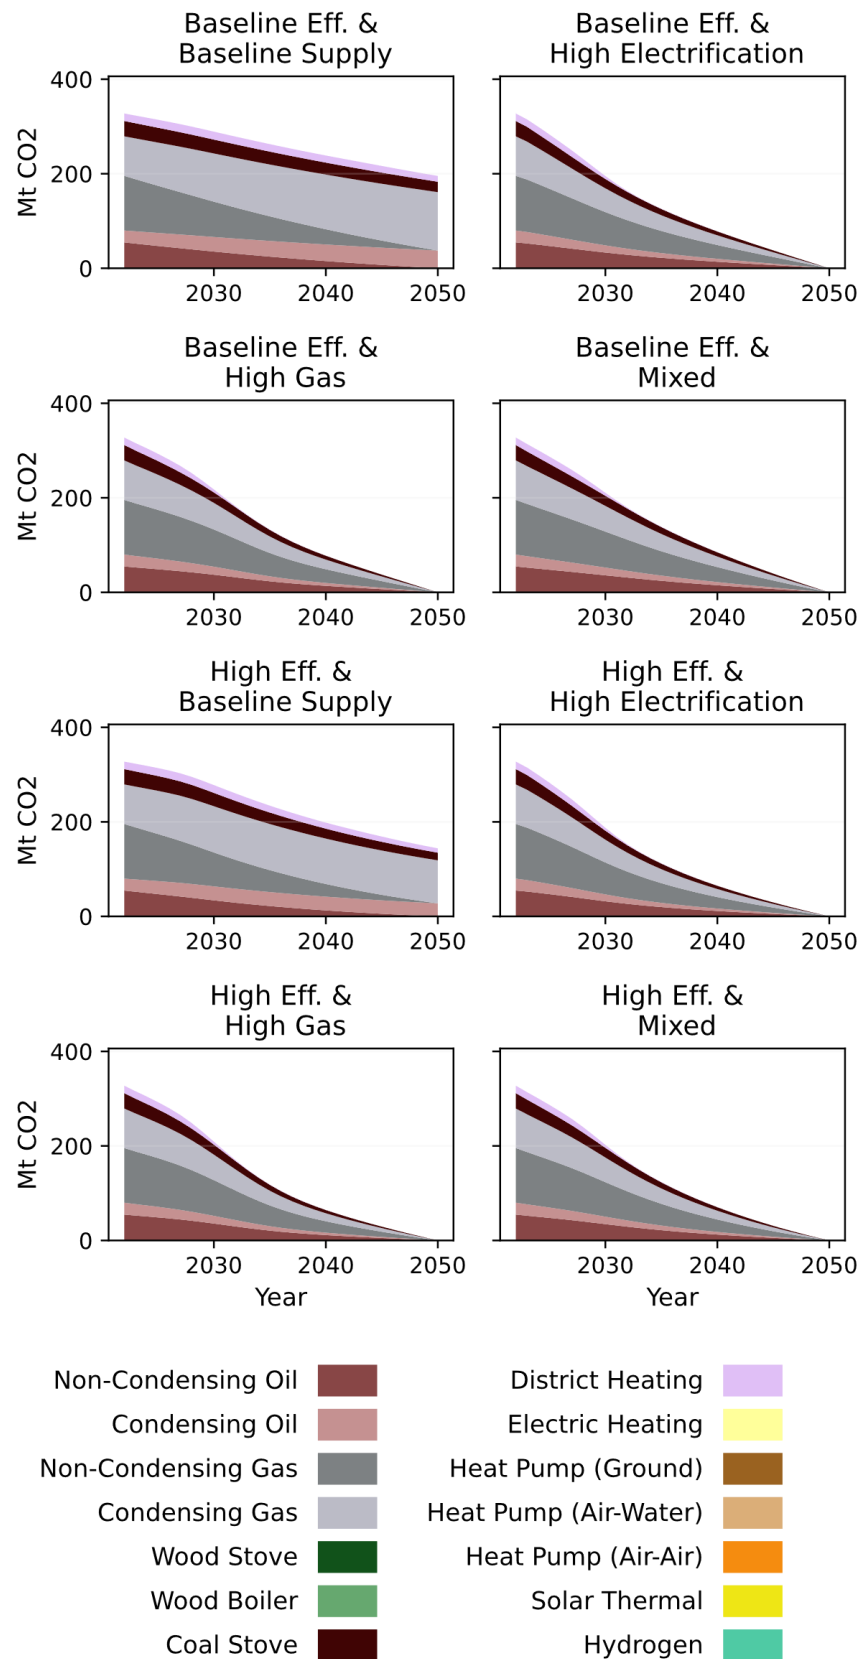 Baseline Eff. &
Baseline Supply
Baseline Eff. &
High Electrification
400
200
0
Mt CO2
2030
2040
2050
2030
2040
2050
Baseline Eff. &
High Gas
Baseline Eff. &
Mixed
400
200
0
Mt CO2
2030
2040
2050
2030
2040
2050
High Eff. &
Baseline Supply
High Eff. &
High Electrification
400
200
0
Mt CO2
2030
2040
2050
2030
2040
2050
High Eff. &
High Gas
High Eff. &
Mixed
400
200
0
Mt CO2
2030
2040
2050
2030
2040
2050
Year
Year
Non-Condensing Oil
Condensing Oil
Non-Condensing Gas
Condensing Gas
Wood Stove
Wood Boiler
Coal Stove
District Heating
Electric Heating
Heat Pump (Ground)
Heat Pump (Air-Water)
Heat Pump (Air-Air)
Solar Thermal
Hydrogen